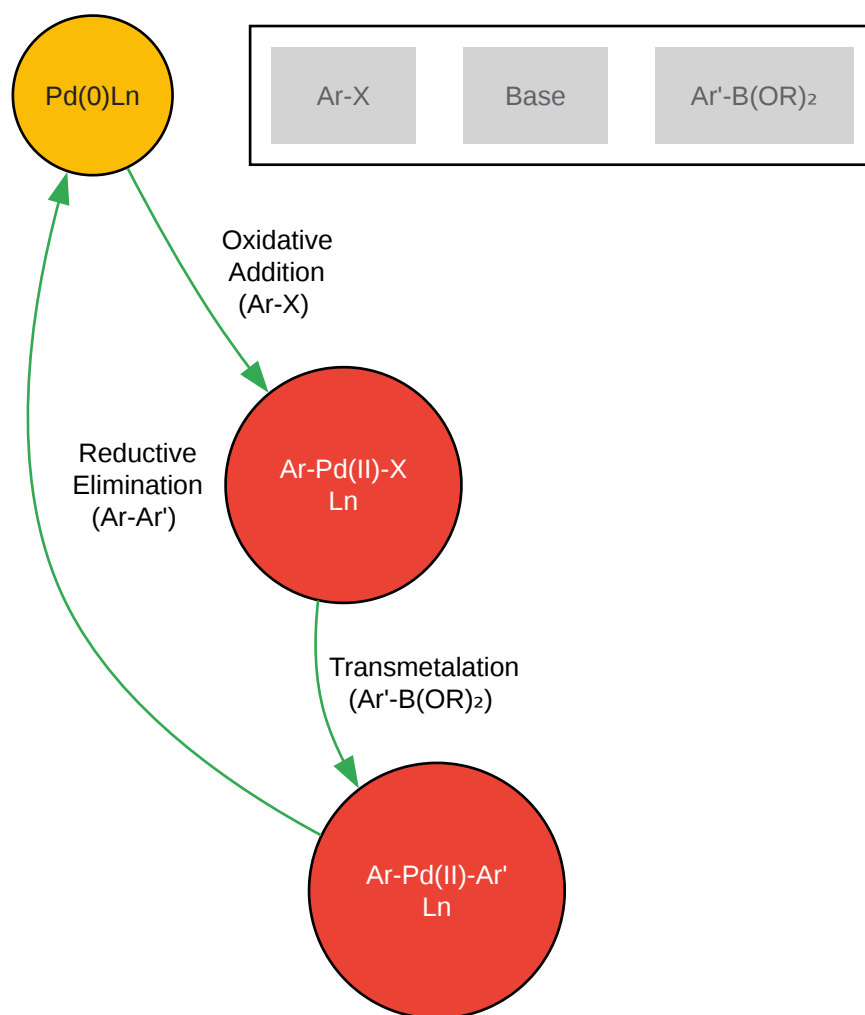 Pd(0)Ln
Ar-X
Base
Ar'-B(OR)₂
Oxidative
Addition
(Ar-X)
Reductive
Elimination
(Ar-Ar')
Ar-Pd(II)-X
Ln
Transmetalation
(Ar'-B(OR)₂)
Ar-Pd(II)-Ar'
Ln